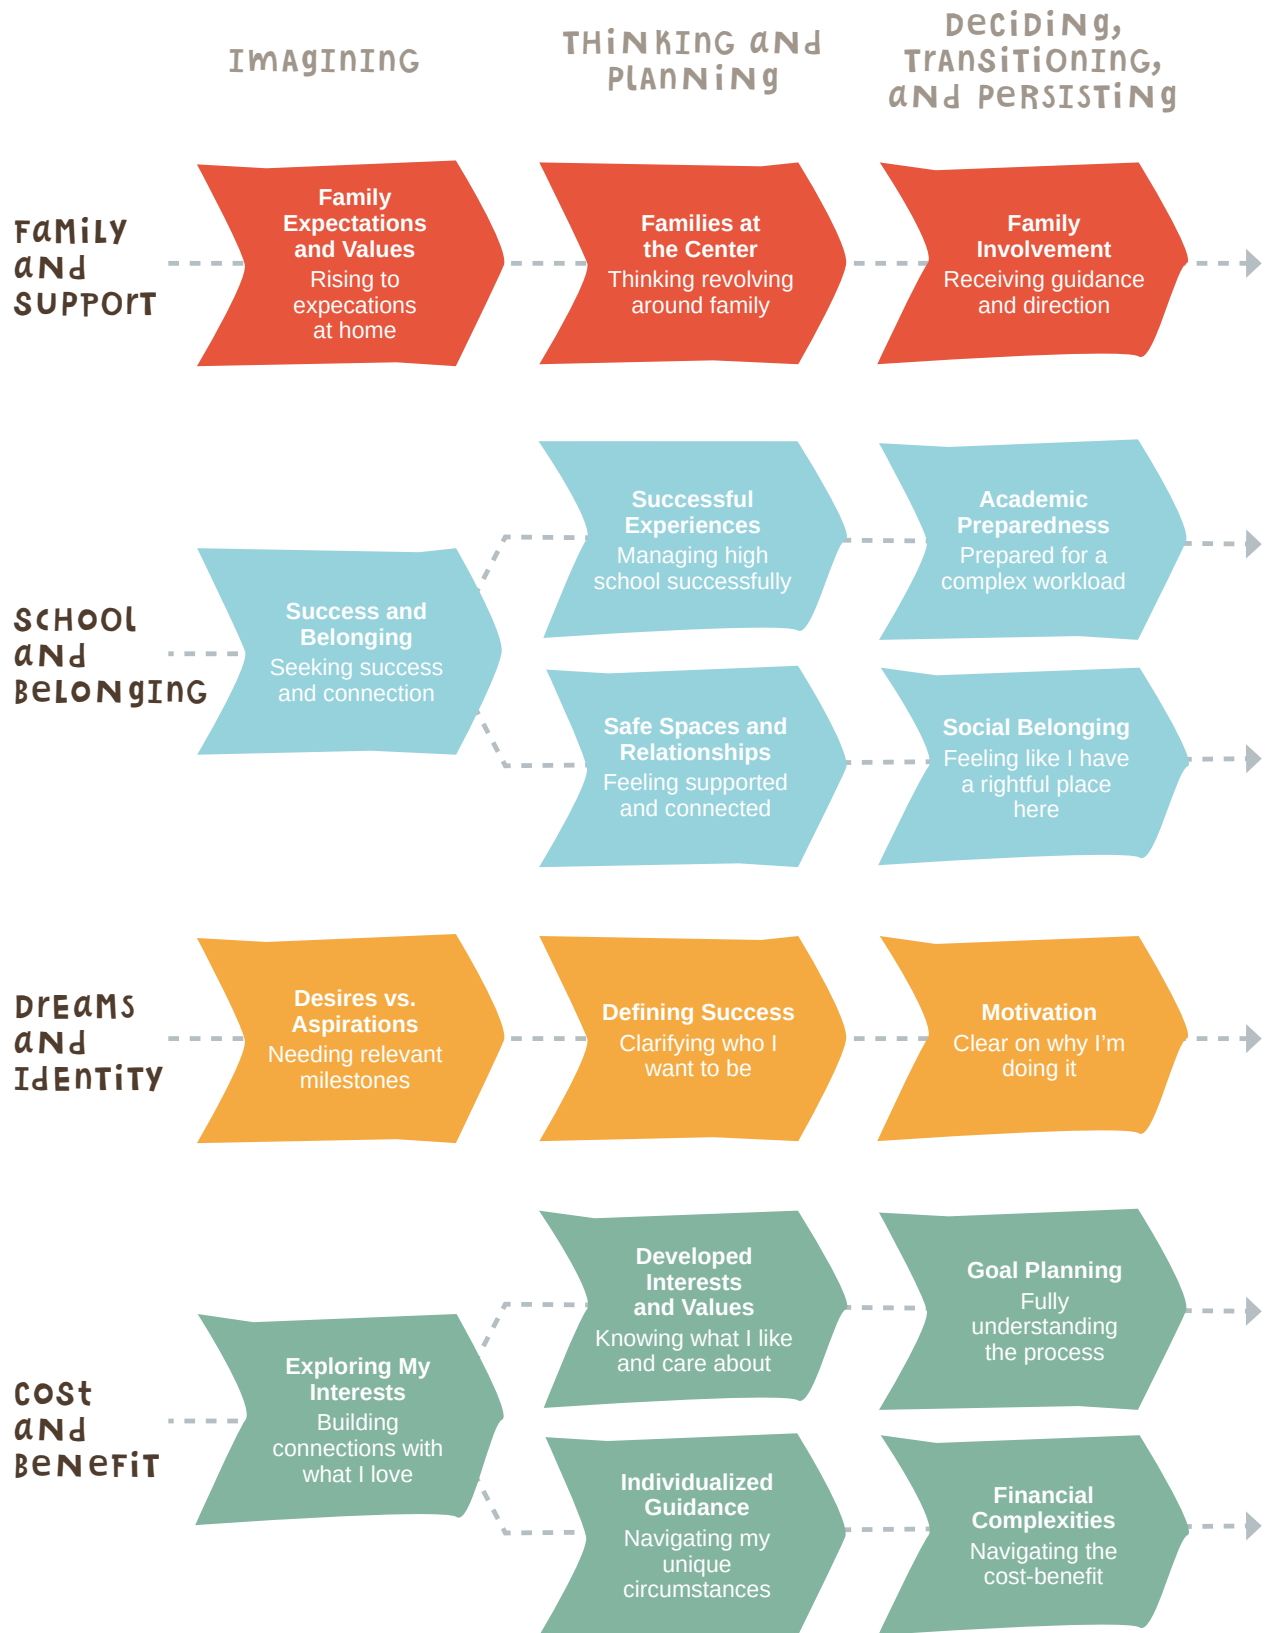 Imagining
Thinking and
Planning
Deciding,
Transitioning,
and Persisting
Family
and
Support
Family
Expectations
and Values
Rising to
expecations
at home
Families at
the Center
Thinking revolving
around family
Family
Involvement
Receiving guidance
and direction
School
and
Belonging
Success and
Belonging
Seeking success
and connection
Successful
Experiences
Managing high
school successfully
Academic
Preparedness
Prepared for a
complex workload
Safe Spaces and
Relationships
Feeling supported
and connected
Social Belonging
Feeling like I have
a rightful place
here
Dreams
and
Identity
Desires vs.
Aspirations
Needing relevant
milestones
Defining Success
Clarifying who I
want to be
Motivation
Clear on why I’m
doing it
Cost
and
Benefit
Exploring My
Interests
Building
connections with
what I love
Developed
Interests
and Values
Knowing what I like
and care about
Goal Planning
Fully
understanding
the process
Individualized
Guidance
Navigating my
unique
circumstances
Financial
Complexities
Navigating the
cost-benefit